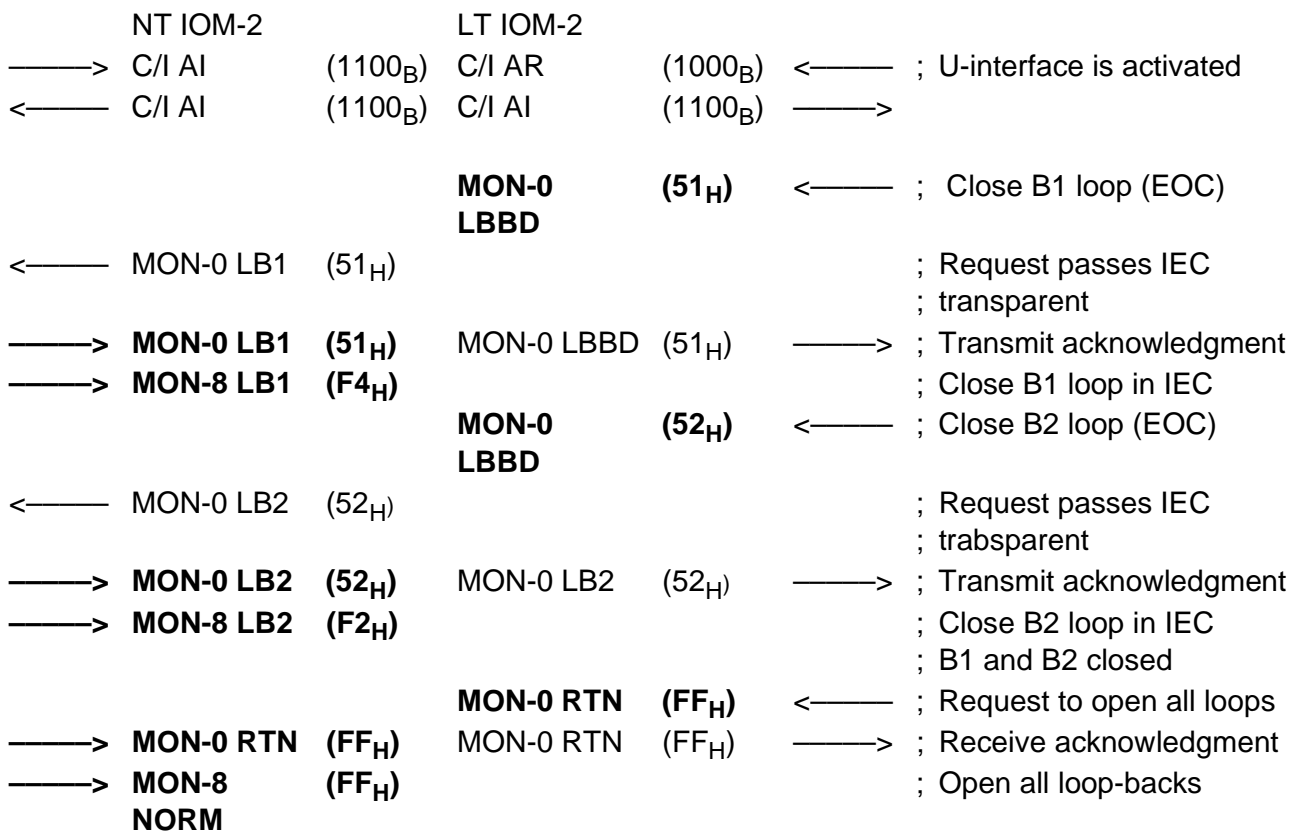 NT IOM-2 LT IOM-2
–––––> C/I AI (1100B) C/I AR (1000B) <––––– ; U-interface is activated
<––––– C/I AI (1100B) C/I AI (1100B) –––––>
MON-0 (51H) <––––– ; Close B1 loop (EOC)
LBBD
<––––– MON-0 LB1 (51H) ; Request passes IEC
; transparent
–––––> MON-0 LB1 (51H) MON-0 LBBD (51H) –––––> ; Transmit acknowledgment
–––––> MON-8 LB1 (F4H) ; Close B1 loop in IEC
MON-0 (52H) <––––– ; Close B2 loop (EOC)
LBBD
<––––– MON-0 LB2 (52H) ; Request passes IEC
; trabsparent
–––––> MON-0 LB2 (52H) MON-0 LB2 (52H) –––––> ; Transmit acknowledgment
–––––> MON-8 LB2 (F2H) ; Close B2 loop in IEC
; B1 and B2 closed
MON-0 RTN (FFH) <––––– ; Request to open all loops
–––––> MON-0 RTN (FFH) MON-0 RTN (FFH) –––––> ; Receive acknowledgment
–––––> MON-8 (FFH) ; Open all loop-backs
NORM